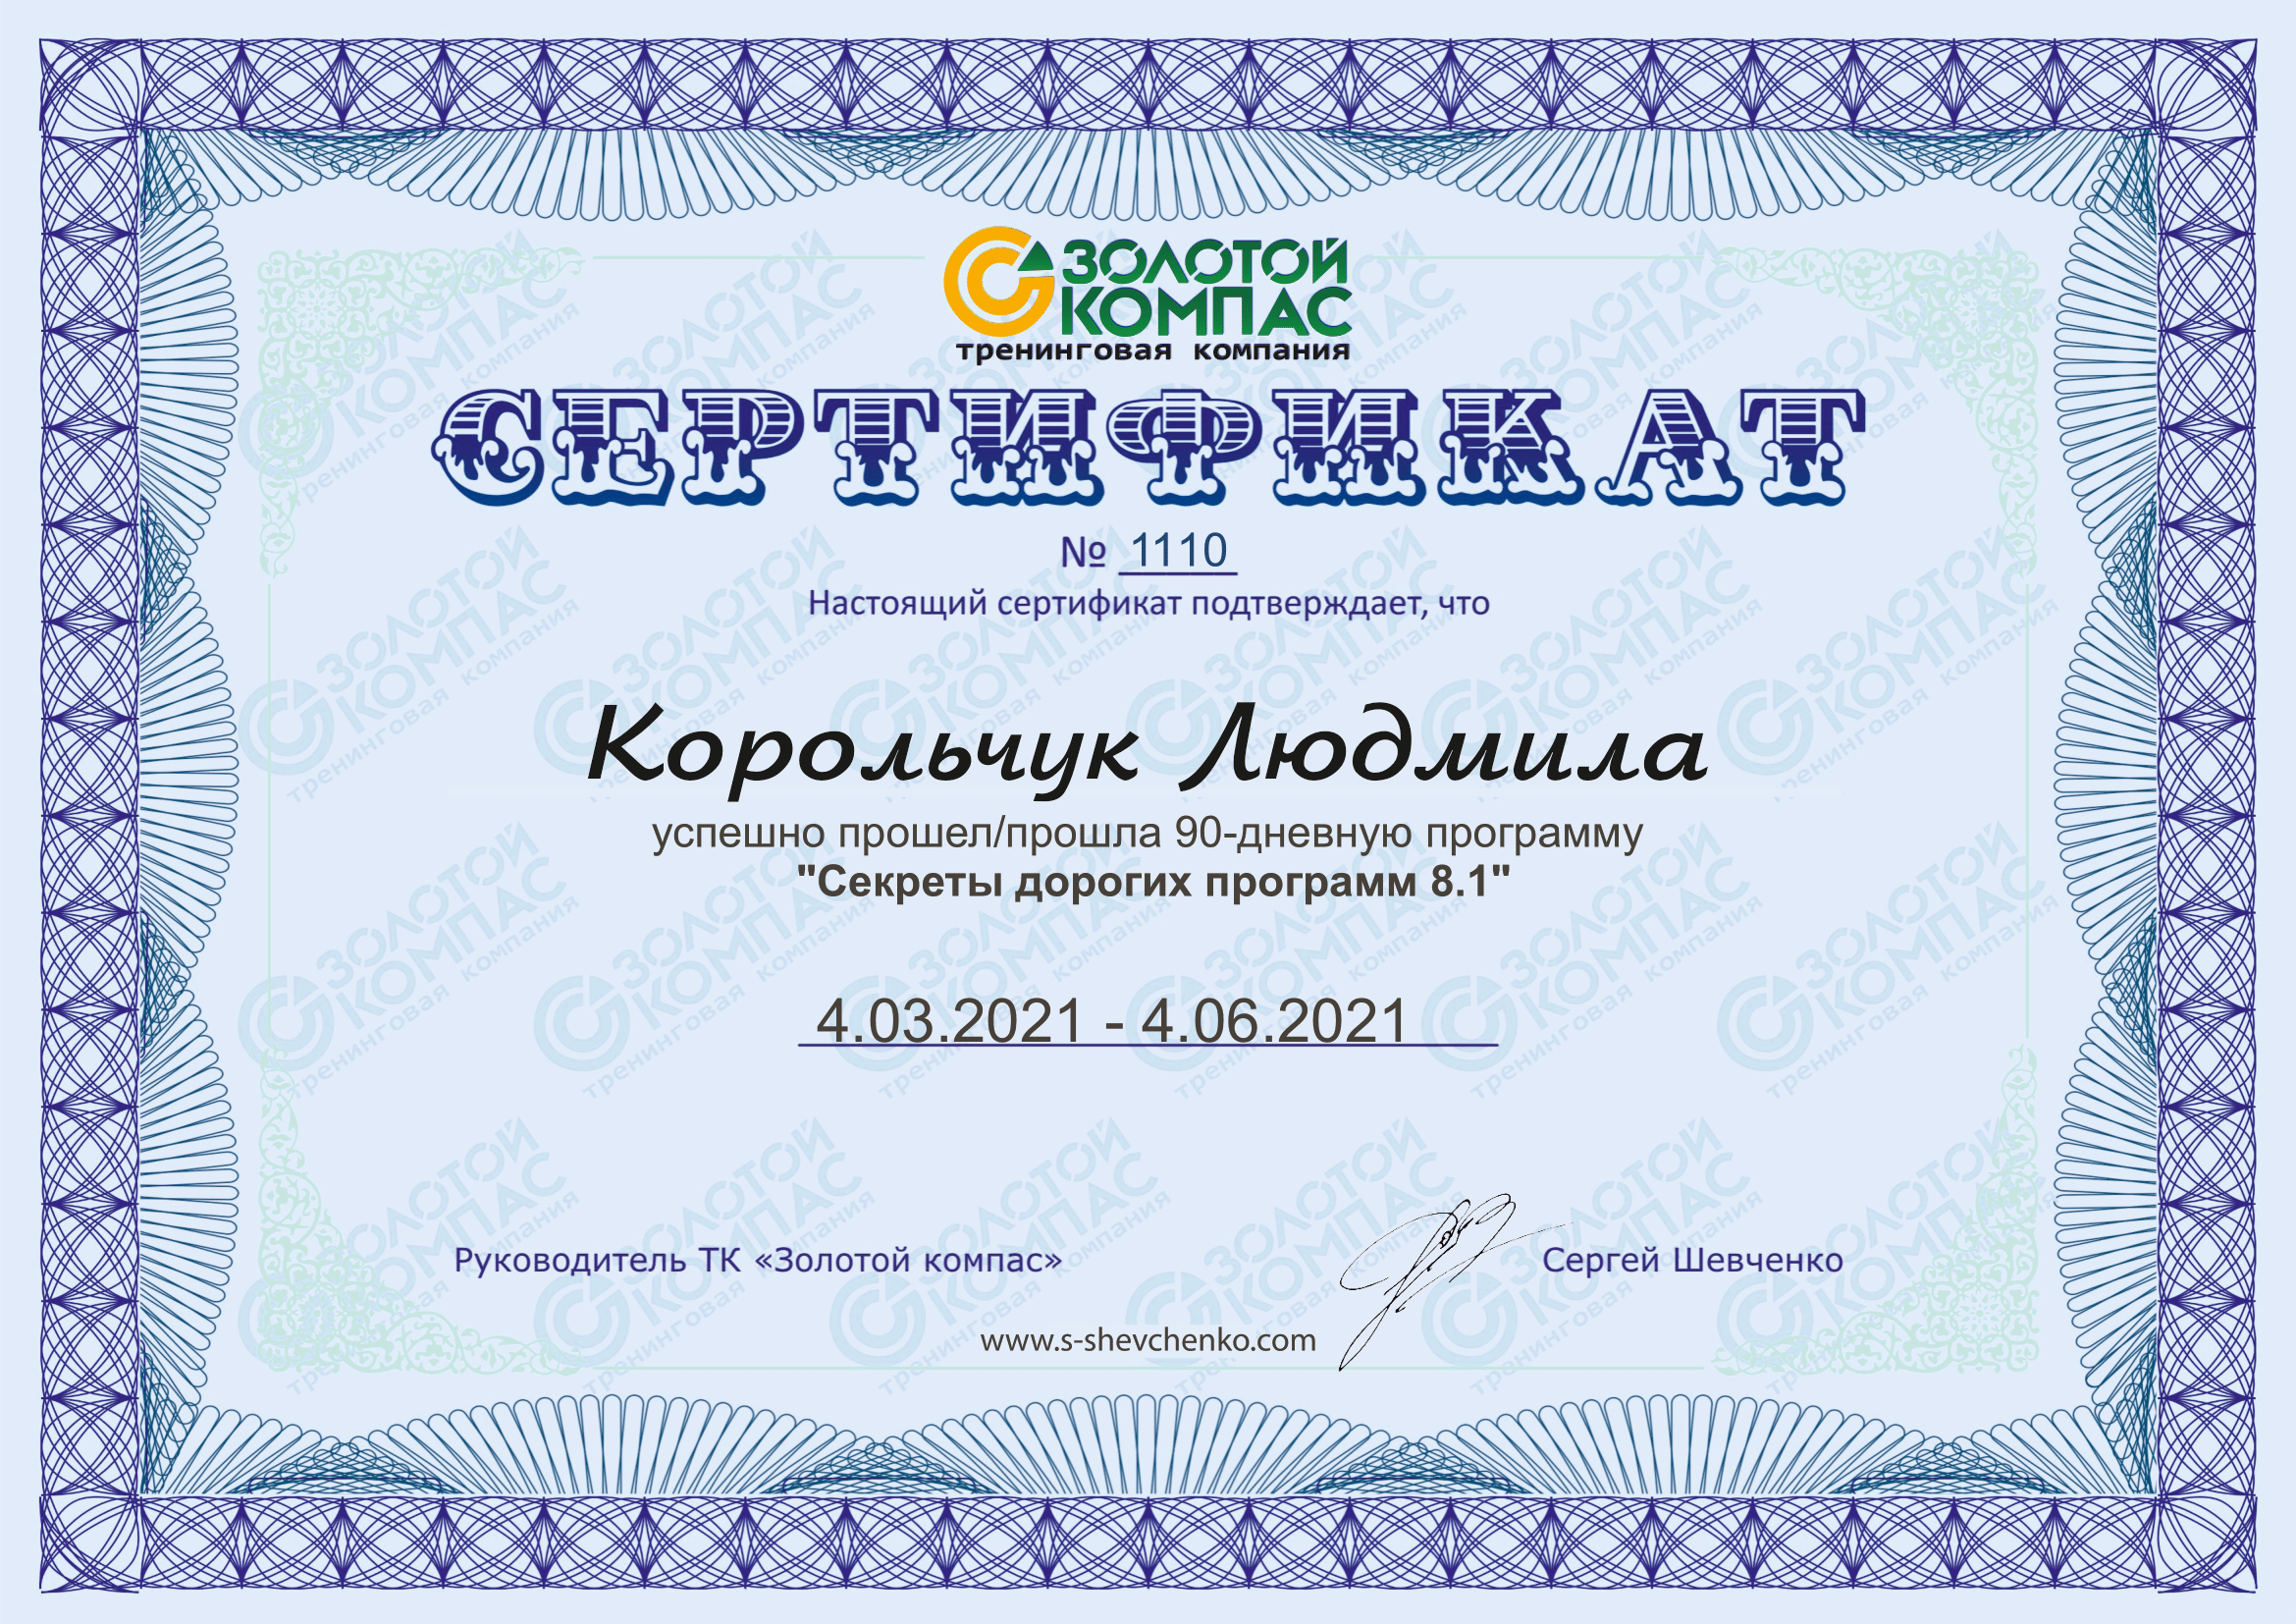 ЗОЛОТОЙ
КОМПАС
тренинговая компания
СЕРТИФИКАТ
№ 1110
Настоящий сертификат подтверждает, что
Корольчук Людмила
успешно прошел/прошла 90-дневную программу
"Секреты дорогих программ 8.1"
4.03.2021 - 4.06.2021
Руководитель ТК «Золотой компас»
Сергей Шевченко
www.s-shevchenko.com